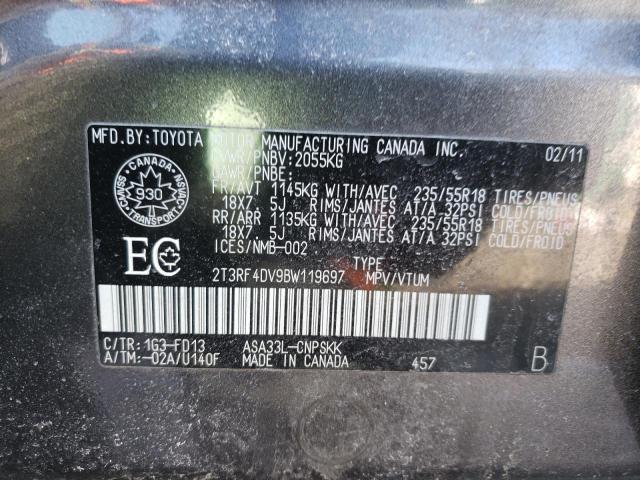 MFD.BY:TOYOTA MOTOR MANUFACTURING CANADA INC. 02/11
GVWR/PNBV:2055KG
GAWR/PNBE:
FR/AVT 1145KG WITH/AVEC 235/55R18 TIRES/PNEUS
18X7.5J RIMS/JANTES AT/A 32PSI COLD/FROID
RR/ARR 1135KG WITH/AVEC 235/55R18 TIRES/PNEUS
18X7.5J RIMS/JANTES AT/A 32PSI COLD/FROID
ICES/NMB-002
CANADA
930
TRANSPORT
CMVSS
NSVAC
EC
TYPE
2T3RF4DV9BW119697 MPV/VTUM
C/TR: 1G3-FD13 ASA33L-CNPSKK
A/TM:-02A/U140F MADE IN CANADA 457 B